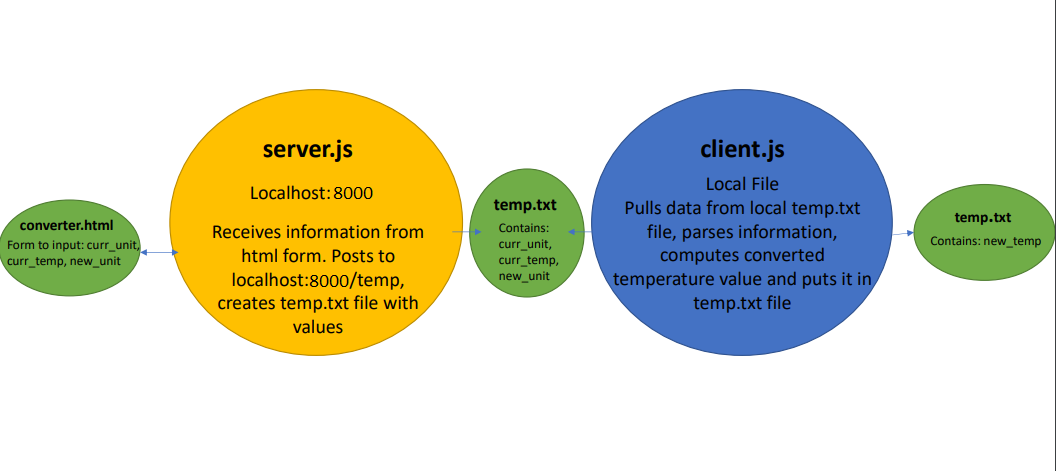 converter.html
Form to input: curr_unit,
curr_temp, new_unit
server.js
Localhost: 8000
Receives information from
html form. Posts to
localhost:8000/temp,
creates temp.txt file with
values
temp.txt
Contains:
curr_unit,
curr_temp,
new_unit
client.js
Local File
Pulls data from local temp.txt
file, parses information,
computes converted
temperature value and puts it in
temp.txt file
temp.txt
Contains: new_temp